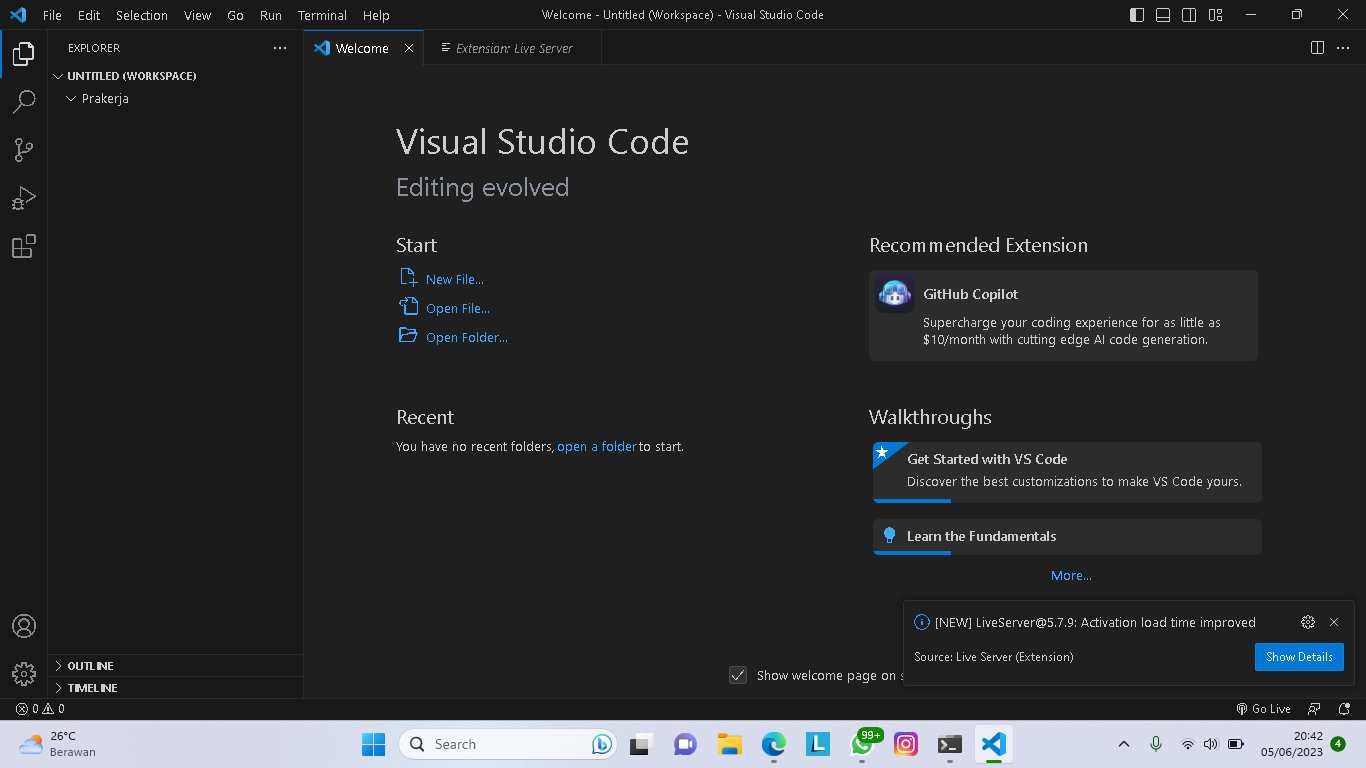 File Edit Selection View Go Run Terminal Help Welcome - Untitled (Workspace) - Visual Studio Code
EXPLORER
Welcome
Extension: Live Server
UNTITLED (WORKSPACE)
Prakerja
Visual Studio Code
Editing evolved
Start
New File...
Open File...
Open Folder...
Recent
You have no recent folders, open a folder to start.
Recommended Extension
GitHub Copilot
Supercharge your coding experience for as little as
$10/month with cutting edge AI code generation.
Walkthroughs
Get Started with VS Code
Discover the best customizations to make VS Code yours.
Learn the Fundamentals
More...
[NEW] LiveServer@5.7.9: Activation load time improved
Source: Live Server (Extension)
Show Details
Show welcome page on
OUTLINE
TIMELINE
0 0
Go Live
26°C
Berawan
Search
99+
20:42
05/06/2023
4